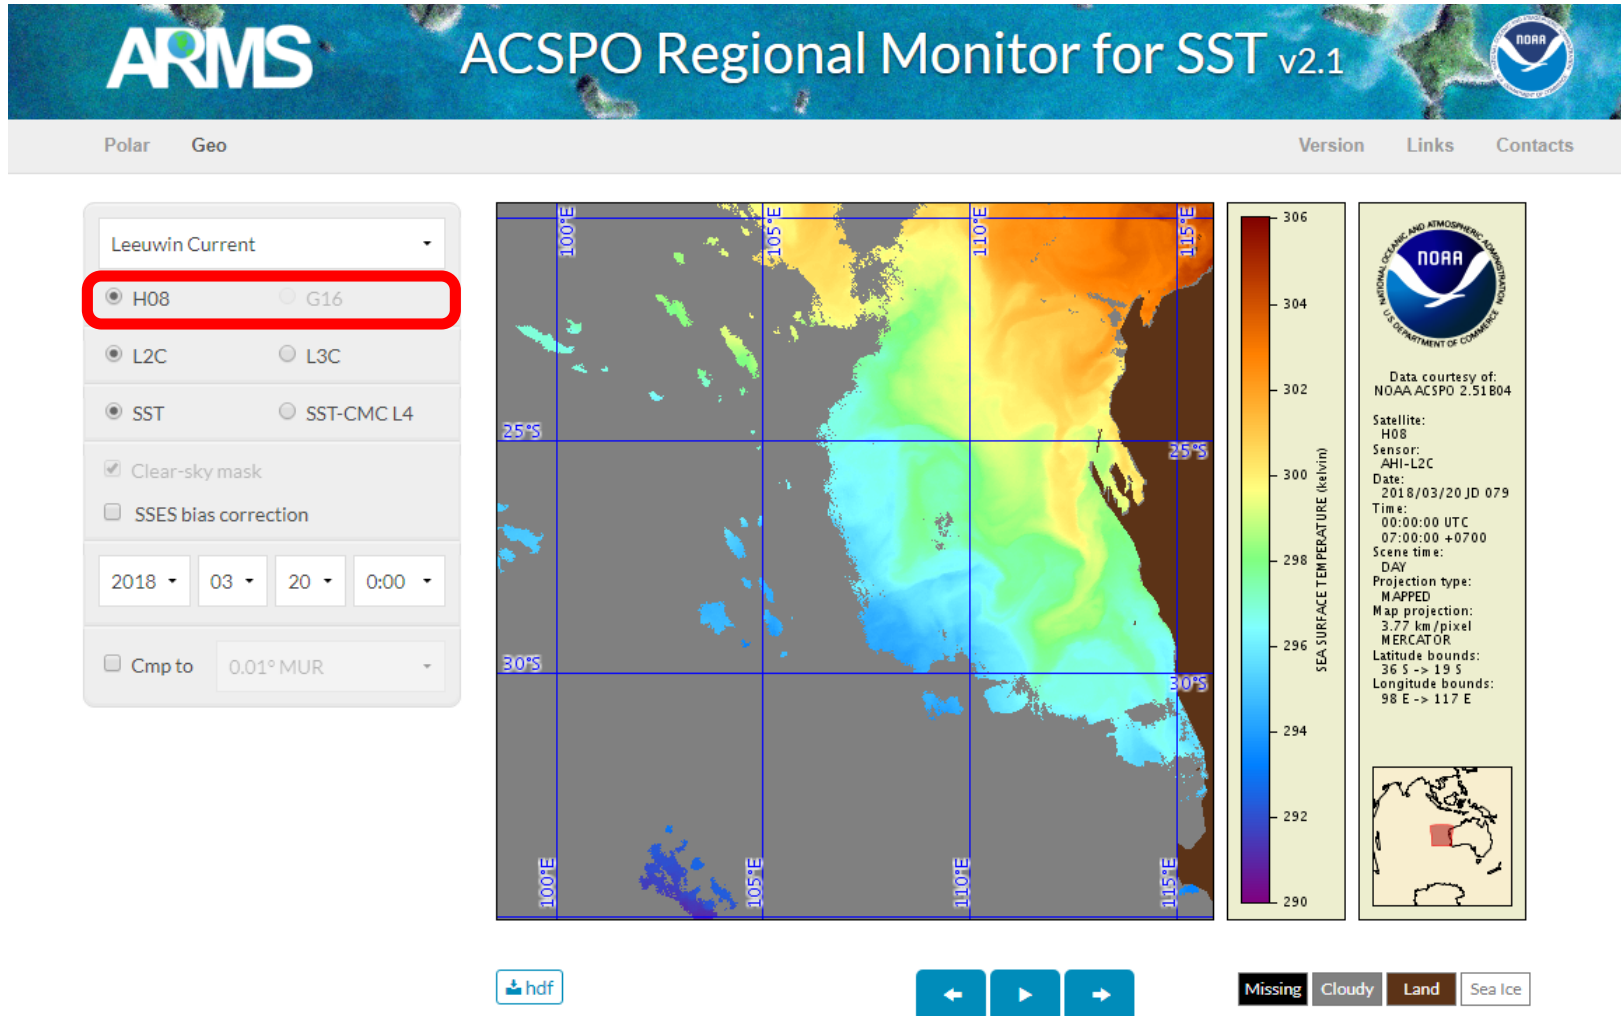 ARMS
ACSPO Regional Monitor for SST v2.1
NOAA
Polar Geo Version Links Contacts
Leeuwin Current
H08 G16
L2C L3C
SST SST-CMC L4
Clear-sky mask
SSES bias correction
2018 03 20 0:00
Cmp to 0.01° MUR
100°E 105°E 110°E 115°E
25°S 25°S
30°S 30°S
100°E 105°E 110°E 115°E
306
304
302
300
298
296
294
292
290
SEA SURFACE TEMPERATURE (kelvin)
NATIONAL OCEANIC AND ATMOSPHERIC ADMINISTRATION
NOAA
U.S. DEPARTMENT OF COMMERCE
Data courtesy of:
NOAA ACSPO 2.51B04
Satellite:
H08
Sensor:
AHI-L2C
Date:
2018/03/20 JD 079
Time:
00:00:00 UTC
07:00:00 +0700
Scene time:
DAY
Projection type:
MAPPED
Map projection:
3.77 km/pixel
MERCATOR
Latitude bounds:
36 S -> 19 S
Longitude bounds:
98 E -> 117 E
hdf
Missing Cloudy Land Sea Ice